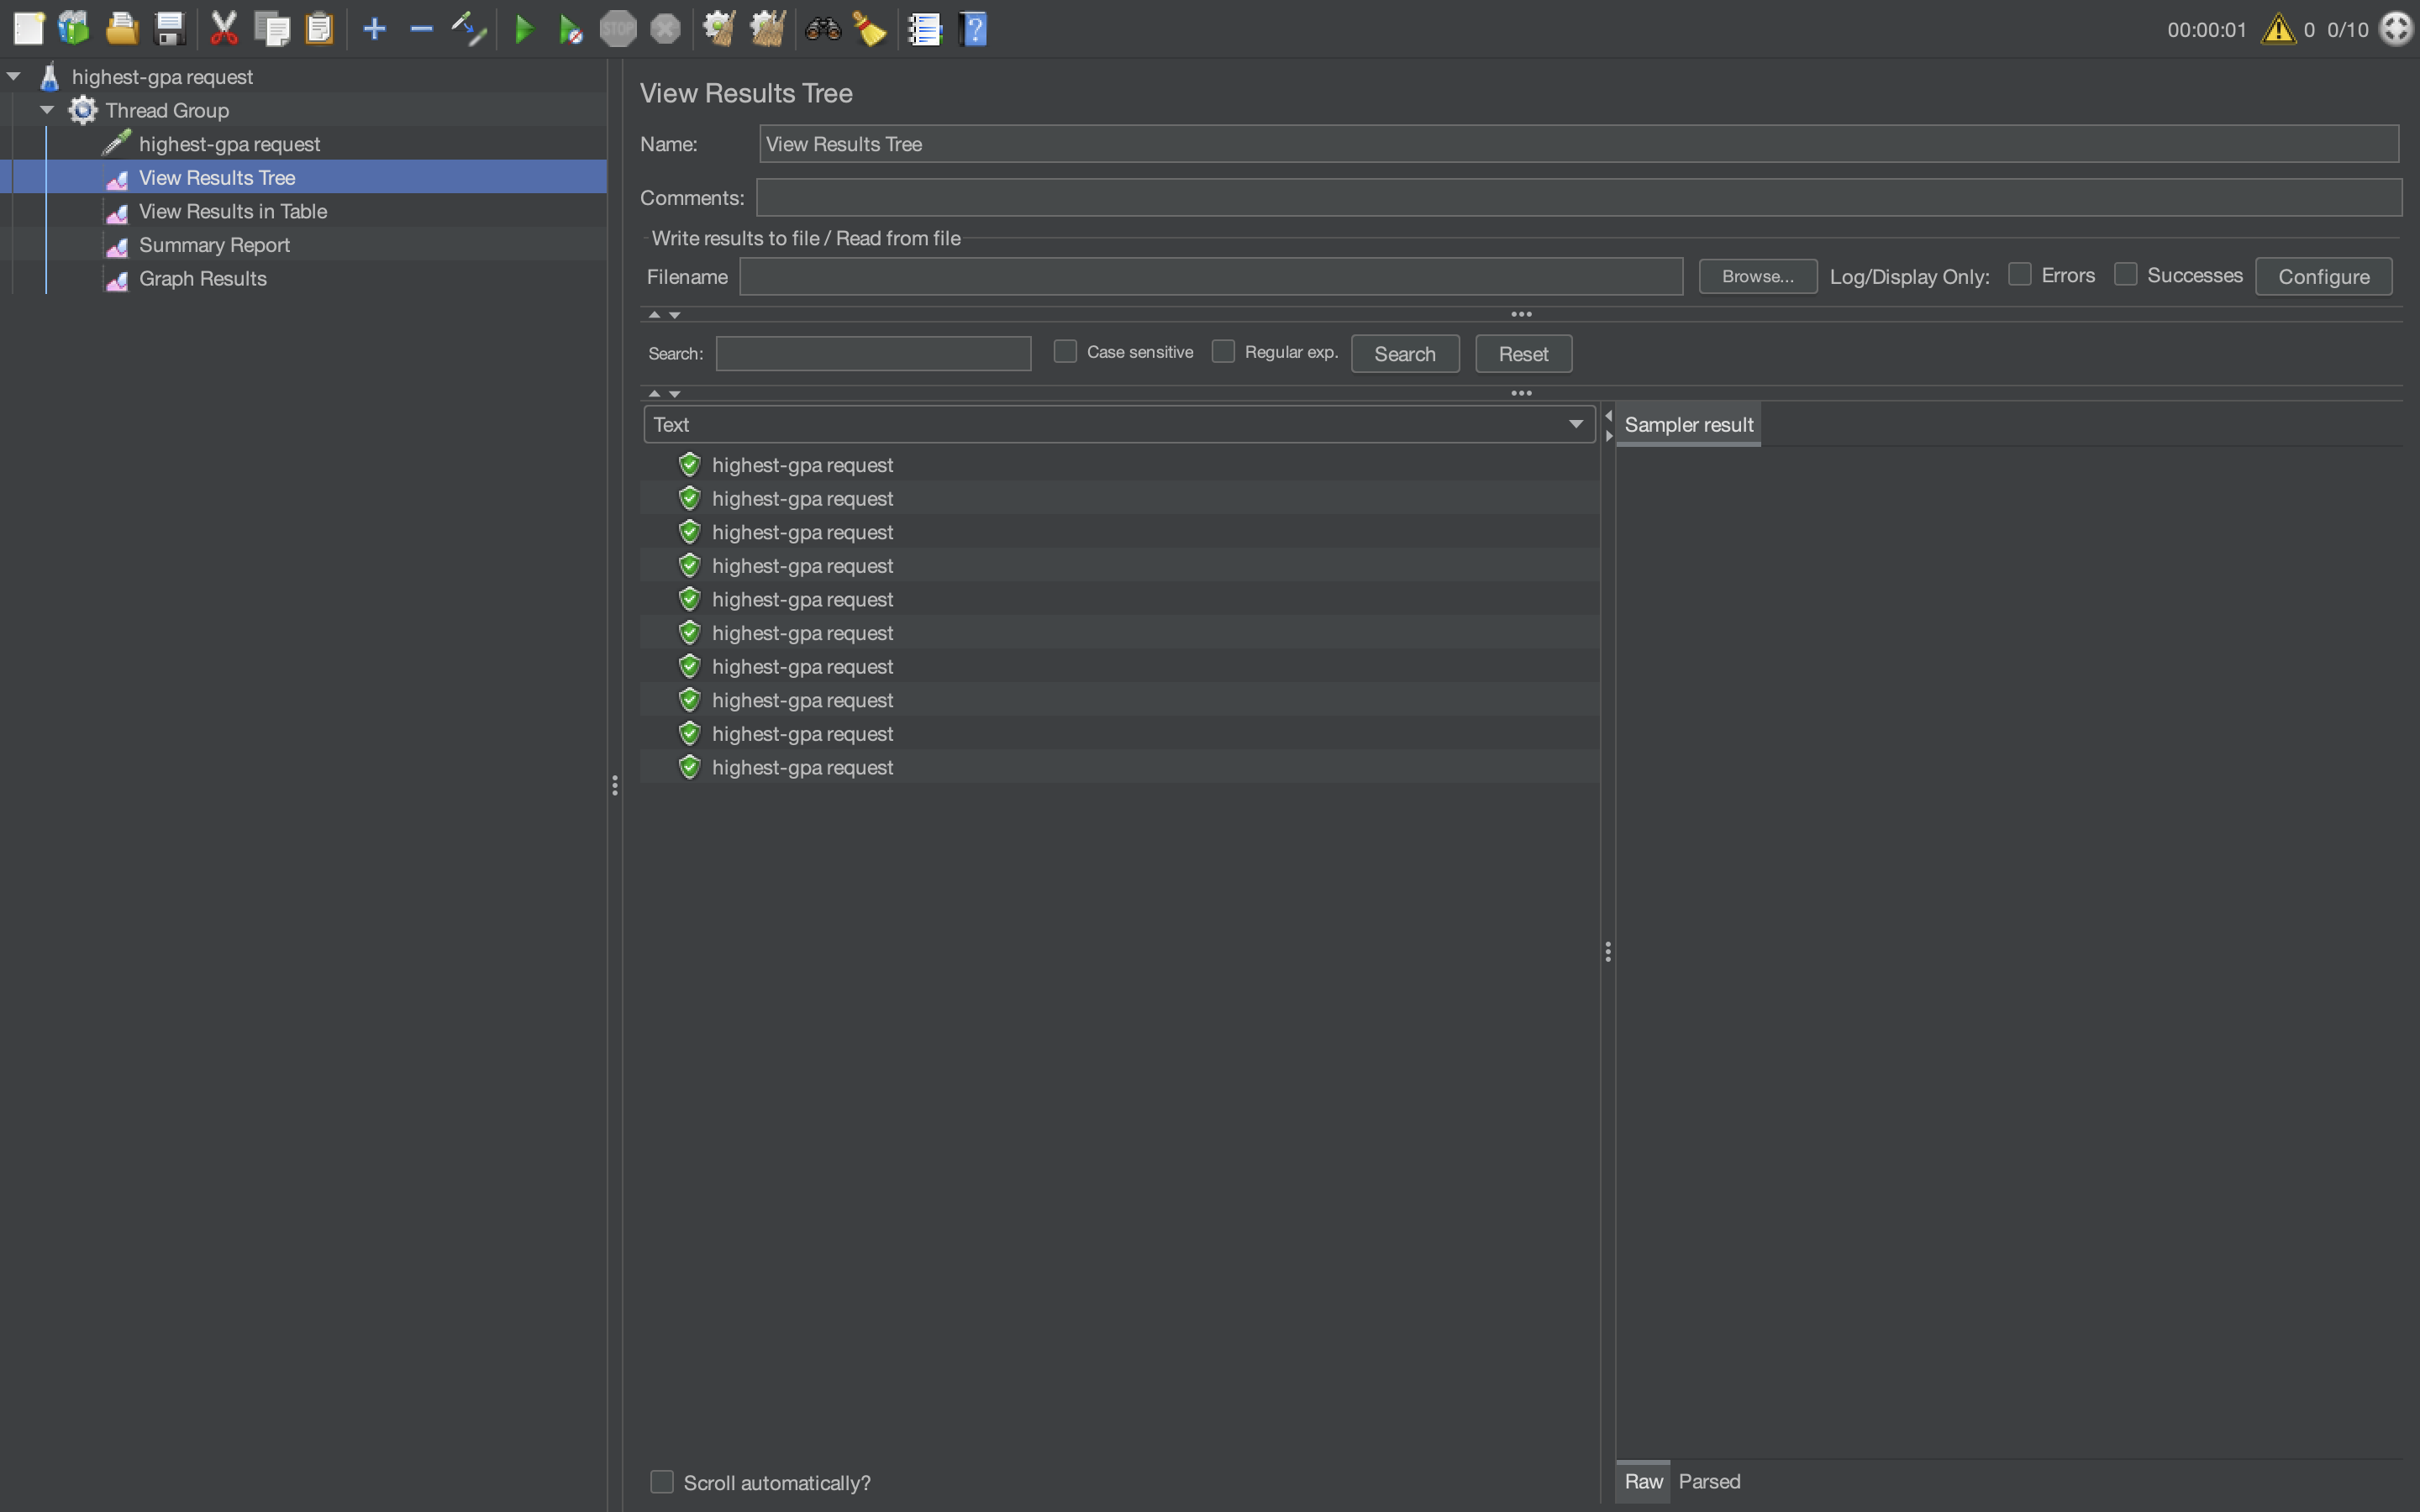 STOP
?
00:00:01 0 0/10
highest-gpa request
Thread Group
highest-gpa request
View Results Tree
View Results in Table
Summary Report
Graph Results
View Results Tree
Name: View Results Tree
Comments:
Write results to file / Read from file
Filename Browse... Log/Display Only: Errors Successes Configure
Search: Case sensitive Regular exp. Search Reset
Text
Sampler result
highest-gpa request
highest-gpa request
highest-gpa request
highest-gpa request
highest-gpa request
highest-gpa request
highest-gpa request
highest-gpa request
highest-gpa request
highest-gpa request
Scroll automatically?
Raw Parsed